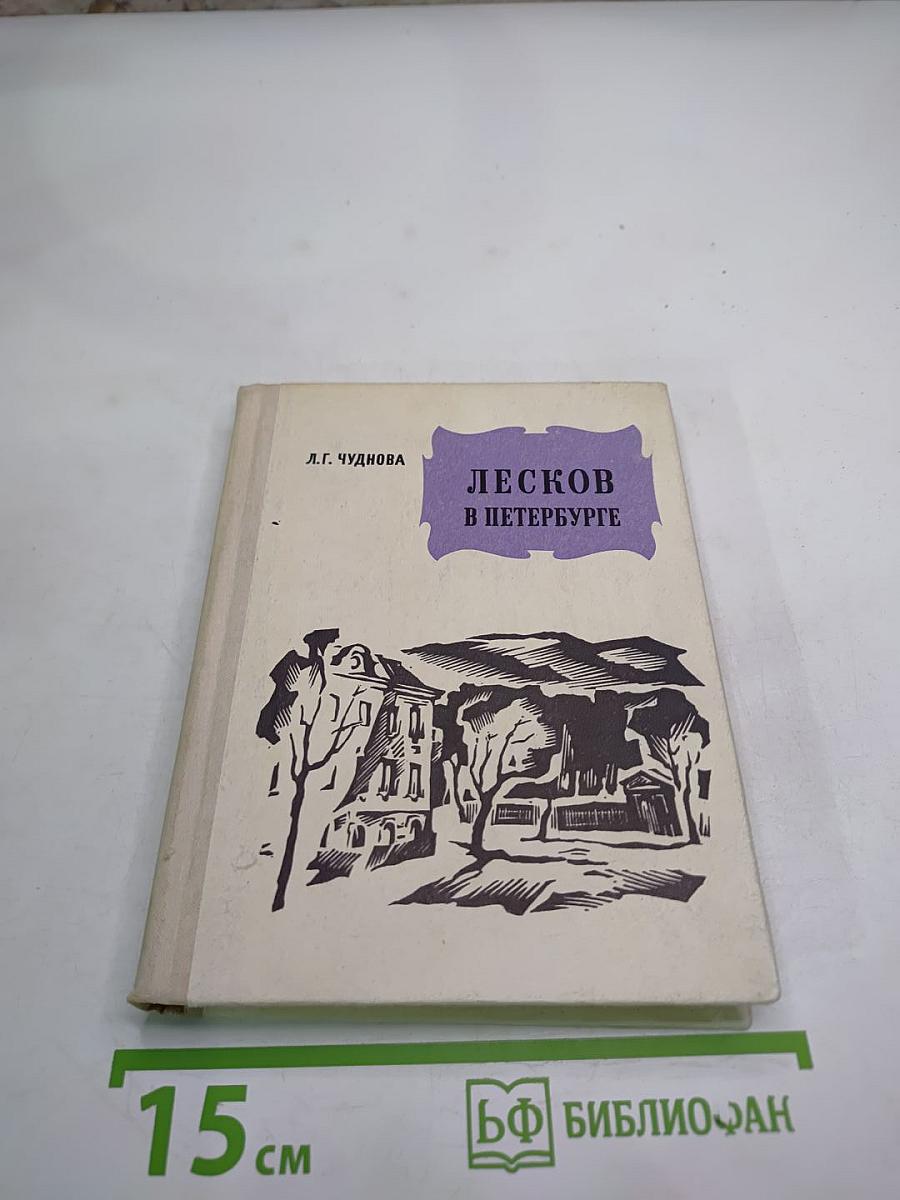 Л.Г. ЧУДНОВА
ЛЕСКОВ
В ПЕТЕРБУРГЕ
15 см
БФ БИБЛИОФАН